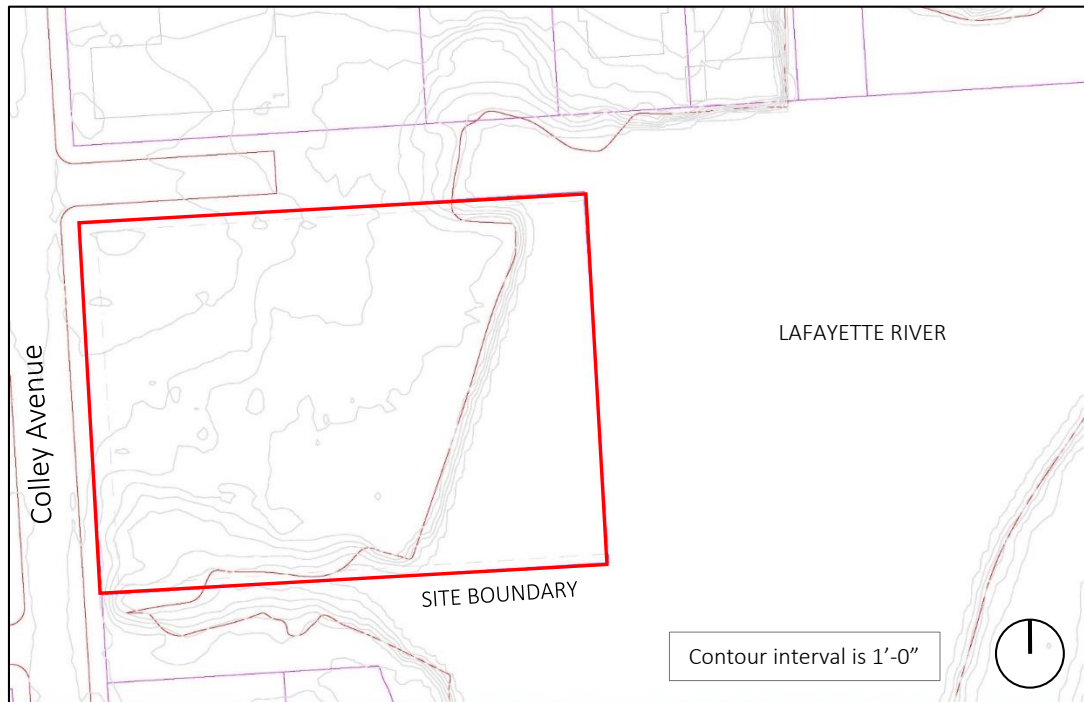 LAFAYETTE RIVER
Colley Avenue
SITE BOUNDARY
Contour interval is 1’-0”